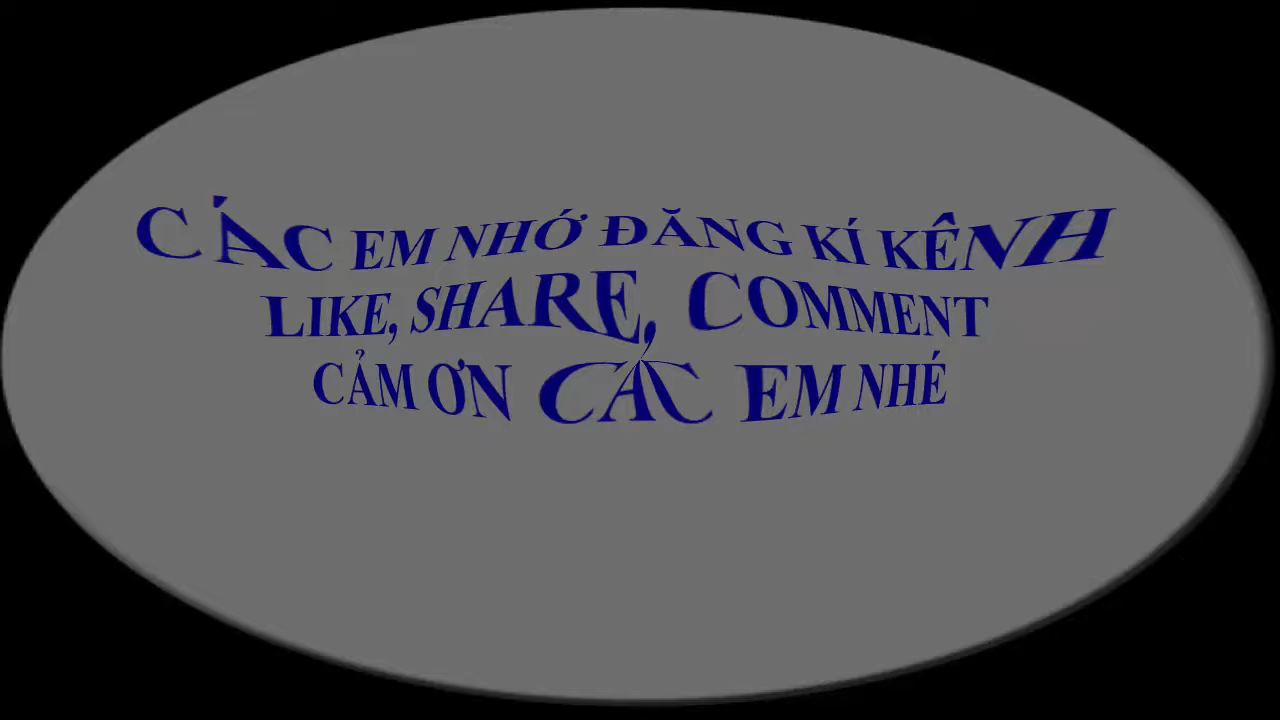 CÁC EM NHỚ ĐĂNG KÍ KÊNH
LIKE, SHARE, COMMENT
CẢM ƠN CÁC EM NHÉ